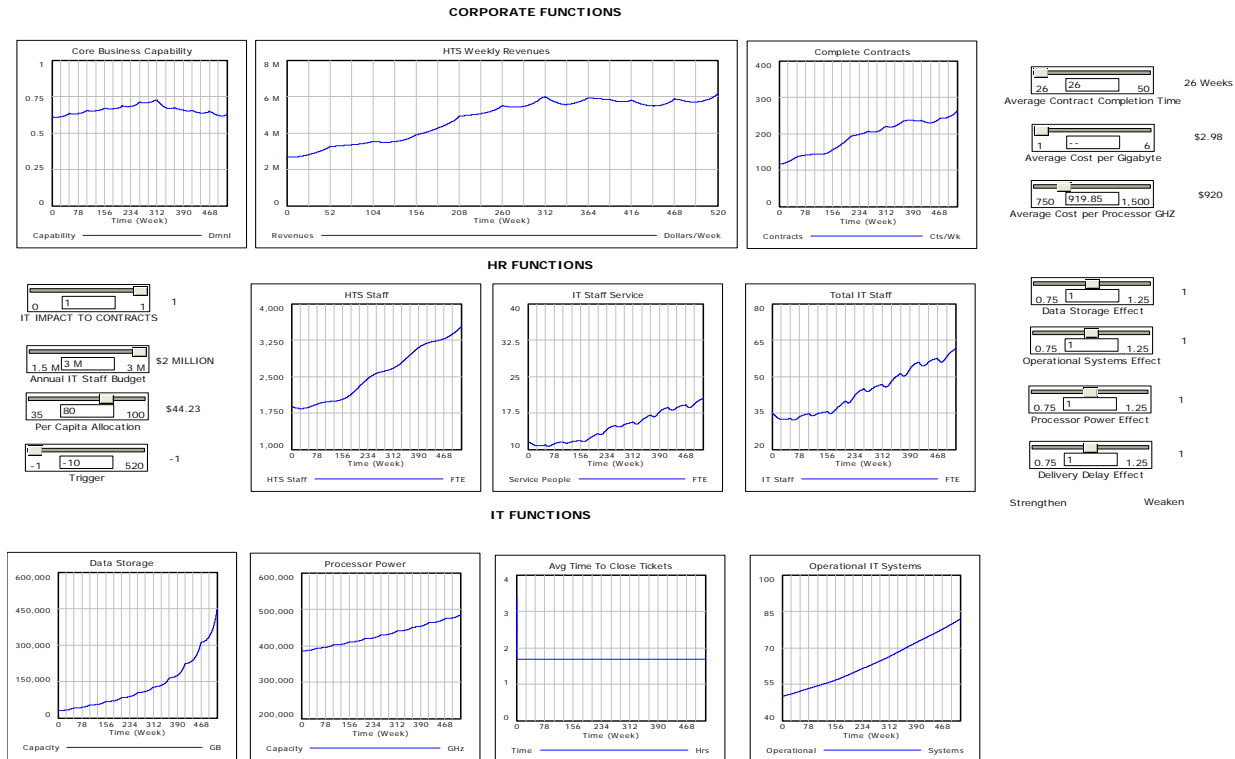 CORPORATE FUNCTIONS
Core Business Capability
1
0.75
0.5
0.25
0
0 78 156 234 312 390 468
Time (Week)
Capability Dmnl
HTS Weekly Revenues
8 M
6 M
4 M
2 M
0
0 52 104 156 208 260 312 364 416 468 520
Time (Week)
Revenues Dollars/Week
Complete Contracts
400
300
200
100
0
0 78 156 234 312 390 468
Time (Week)
Contracts Cts/Wk
26 26 50
26 Weeks
Average Contract Completion Time
1 -- 6
$2.98
Average Cost per Gigabyte
750 919.85 1,500
$920
Average Cost per Processor GHZ
HR FUNCTIONS
0 1 1
1
IT IMPACT TO CONTRACTS
1.5 M 3 M 3 M
$2 MILLION
Annual IT Staff Budget
35 80 100
$44.23
Per Capita Allocation
-1 -10 520
-1
Trigger
HTS Staff
4,000
3,250
2,500
1,750
1,000
0 78 156 234 312 390 468
Time (Week)
HTS Staff FTE
IT Staff Service
40
32.5
25
17.5
10
0 78 156 234 312 390 468
Time (Week)
Service People FTE
Total IT Staff
80
65
50
35
20
0 78 156 234 312 390 468
Time (Week)
IT Staff FTE
0.75 1 1.25
1
Data Storage Effect
0.75 1 1.25
1
Operational Systems Effect
0.75 1 1.25
1
Processor Power Effect
0.75 1 1.25
1
Delivery Delay Effect
Strengthen Weaken
IT FUNCTIONS
Data Storage
600,000
450,000
300,000
150,000
0
0 78 156 234 312 390 468
Time (Week)
Capacity GB
Processor Power
600,000
500,000
400,000
300,000
200,000
0 78 156 234 312 390 468
Time (Week)
Capacity GHz
Avg Time To Close Tickets
4
3
2
1
0
0 78 156 234 312 390 468
Time (Week)
Time Hrs
Operational IT Systems
100
85
70
55
40
0 78 156 234 312 390 468
Time (Week)
Operational Systems